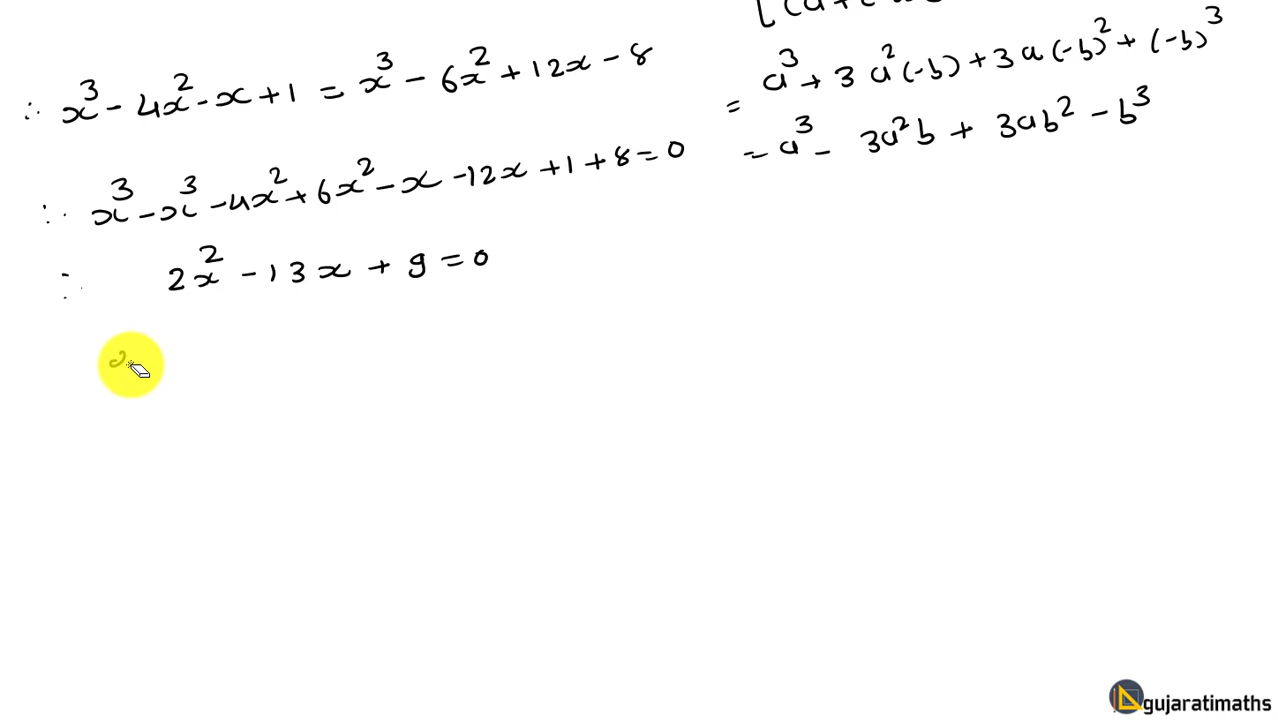 ∴ x³ - 4x² - x + 1 = x³ - 6x² + 12x - 8
∴ x³ - x³ - 4x² + 6x² - x - 12x + 1 + 8 = 0
∴ 2x² - 13x + 9 = 0
= a³ + 3a²(-b) + 3a(-b)² + (-b)³
= a³ - 3a²b + 3ab² - b³
gujaratimaths